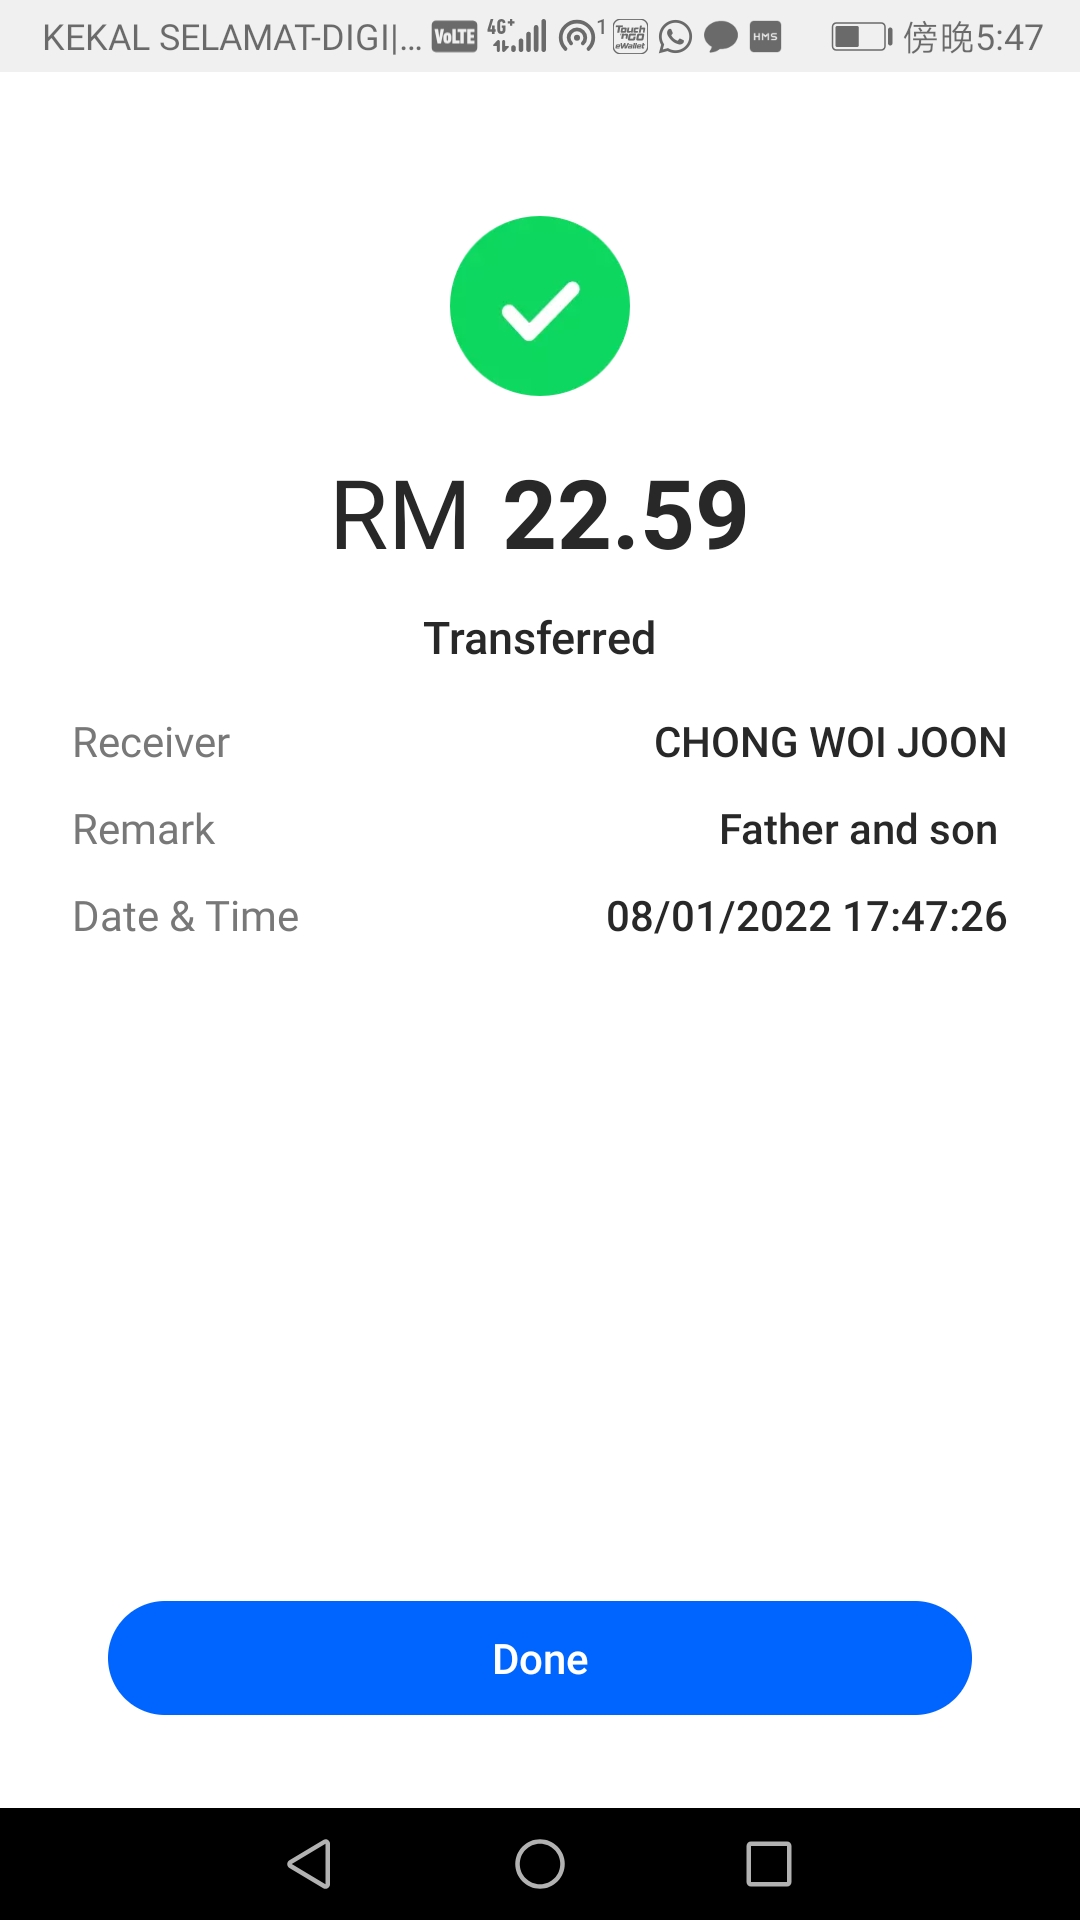 KEKAL SELAMAT-DIGI|... VoLTE 4G+ 1 Touch 'nGO eWallet HMS 傍晚5:47
RM 22.59
Transferred
Receiver CHONG WOI JOON
Remark Father and son
Date & Time 08/01/2022 17:47:26
Done